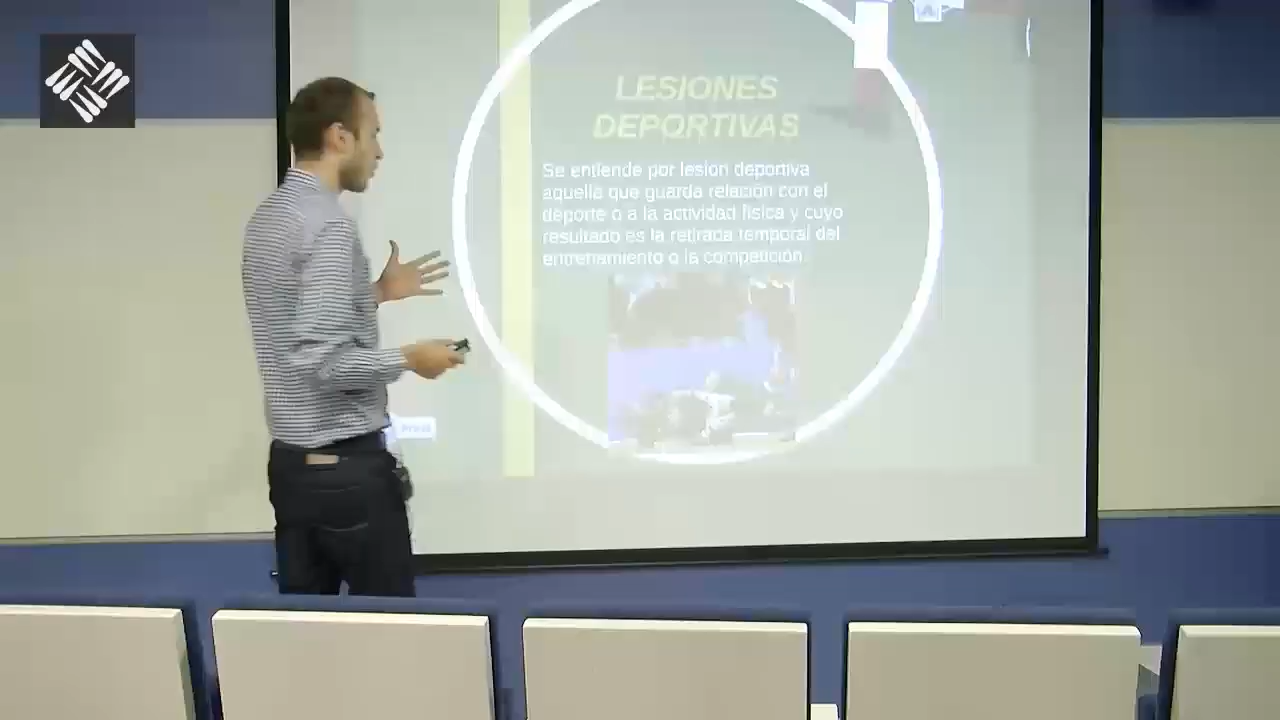 LESIONES
DEPORTIVAS
Se entiende por lesión deportiva
aquella que guarda relación con el
deporte o a la actividad física y cuyo
resultado es la retirada temporal del
entrenamiento o la competición.